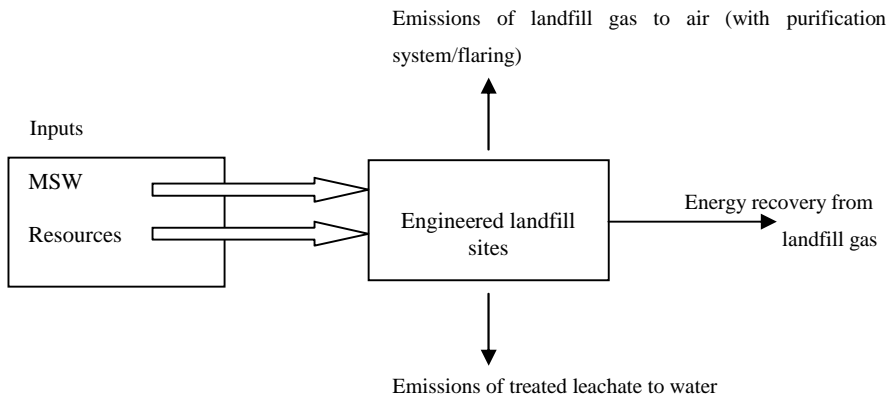 Emissions of landfill gas to air (with purification
system/flaring)
Inputs
MSW
Resources
Engineered landfill
sites
Energy recovery from
landfill gas
Emissions of treated leachate to water